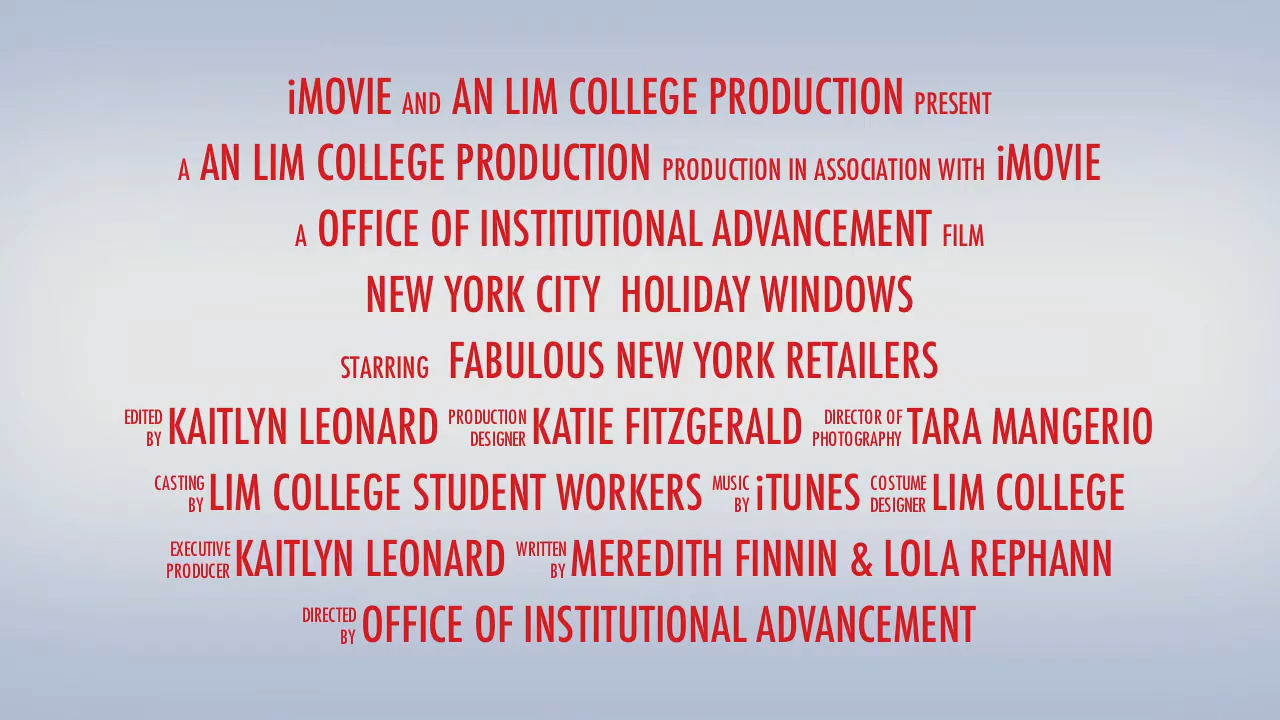 iMOVIE AND AN LIM COLLEGE PRODUCTION PRESENT
A AN LIM COLLEGE PRODUCTION PRODUCTION IN ASSOCIATION WITH iMOVIE
A OFFICE OF INSTITUTIONAL ADVANCEMENT FILM
NEW YORK CITY HOLIDAY WINDOWS
STARRING FABULOUS NEW YORK RETAILERS
EDITED BY KAITLYN LEONARD PRODUCTION DESIGNER KATIE FITZGERALD DIRECTOR OF PHOTOGRAPHY TARA MANGERIO
CASTING BY LIM COLLEGE STUDENT WORKERS MUSIC BY iTUNES COSTUME DESIGNER LIM COLLEGE
EXECUTIVE PRODUCER KAITLYN LEONARD WRITTEN BY MEREDITH FINNIN & LOLA REPHANN
DIRECTED BY OFFICE OF INSTITUTIONAL ADVANCEMENT